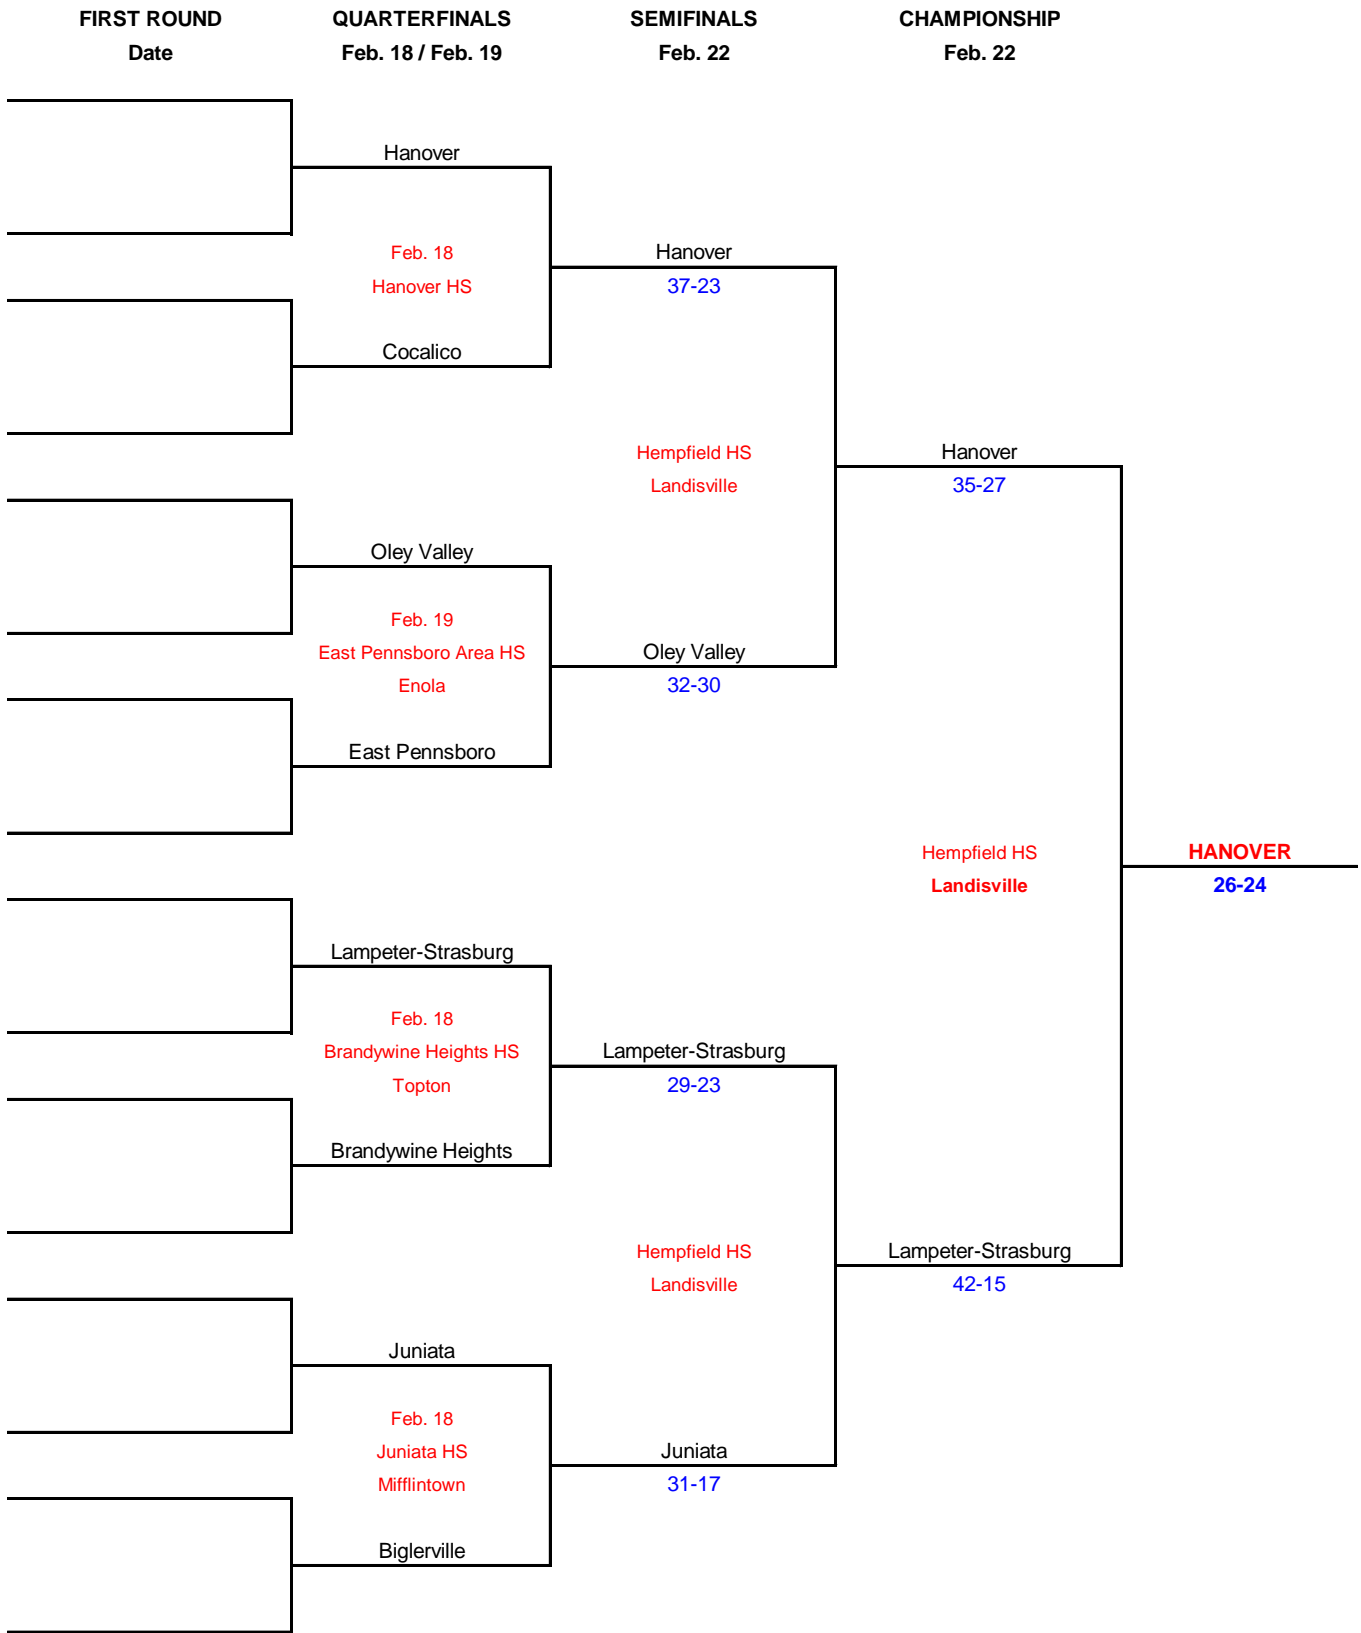 FIRST ROUND
QUARTERFINALS
SEMIFINALS
CHAMPIONSHIP
Date
Feb. 18 / Feb. 19
Feb. 22
Feb. 22
Hanover
Feb. 18
Hanover HS
Cocalico
Oley Valley
Feb. 19
East Pennsboro Area HS
Enola
East Pennsboro
Lampeter-Strasburg
Feb. 18
Brandywine Heights HS
Topton
Brandywine Heights
Juniata
Feb. 18
Juniata HS
Mifflintown
Biglerville
Hanover
37-23
Hempfield HS
Landisville
Oley Valley
32-30
Lampeter-Strasburg
29-23
Hempfield HS
Landisville
Juniata
31-17
Hanover
35-27
Hempfield HS
Landisville
Lampeter-Strasburg
42-15
HANOVER
26-24